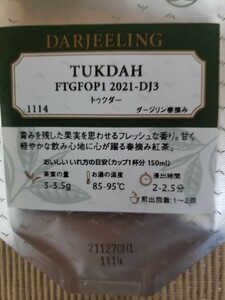 DARJEELING
TUKDAH
FTGFOP1 2021-DJ3
1114 トゥクダー ダージリン春摘み
青みを残した果実を思わせるフレッシュな香り。甘く
軽やかな飲み心地に心が躍る春摘み紅茶。
おいしいいれ方の目安(カップ1杯分 150ml)
茶葉の量 お湯の温度 浸出時間
3-3.5g 85-95℃ 2-2.5分
煎出回数:1〜2回
211270H1
1114